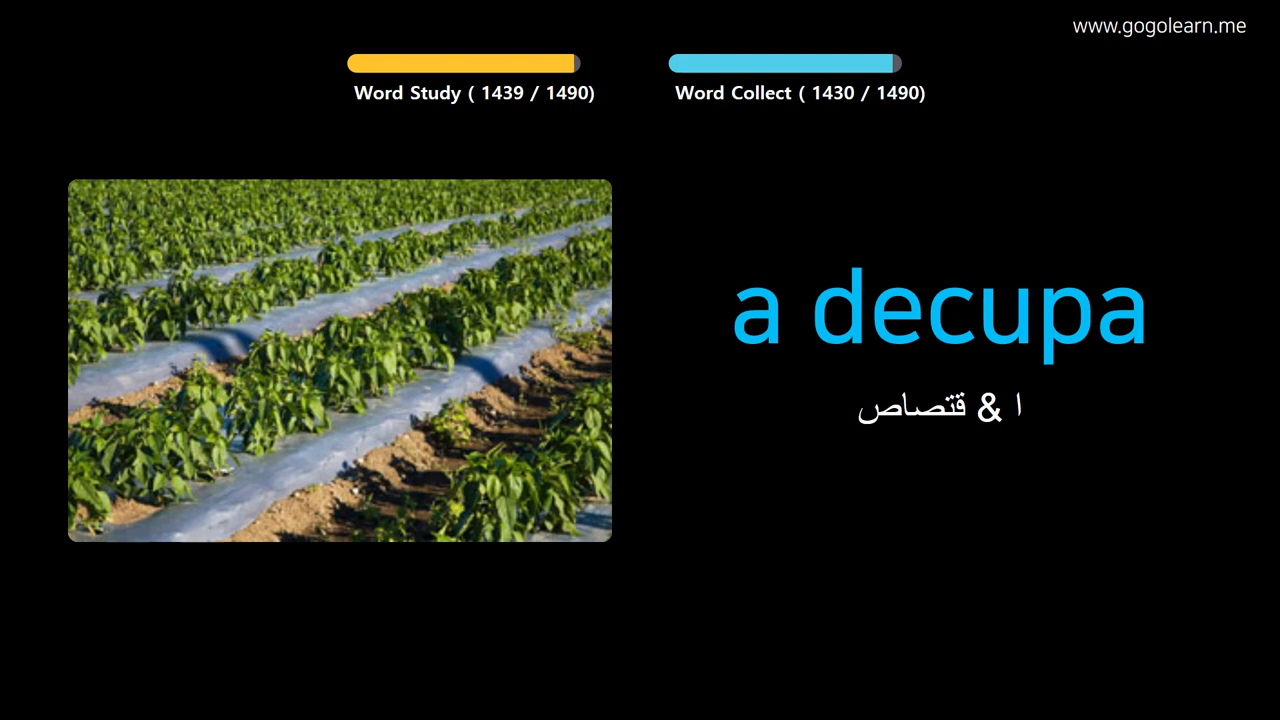 www.gogolearn.me
Word Study ( 1439 / 1490)
Word Collect ( 1430 / 1490)
a decupa
ا & قتصاص